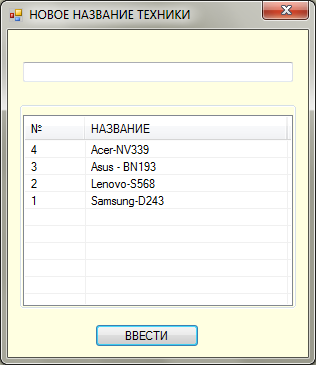 НОВОЕ НАЗВАНИЕ ТЕХНИКИ
№ НАЗВАНИЕ
4 Acer-NV339
3 Asus - BN193
2 Lenovo-S568
1 Samsung-D243
ВВЕСТИ